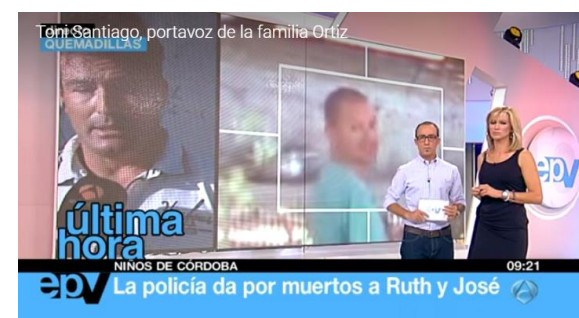 Toni Santiago, portavoz de la familia Ortiz
QUEMADILLAS
última
hora
epv
NIÑOS DE CÓRDOBA
09:21
epv La policía da por muertos a Ruth y José